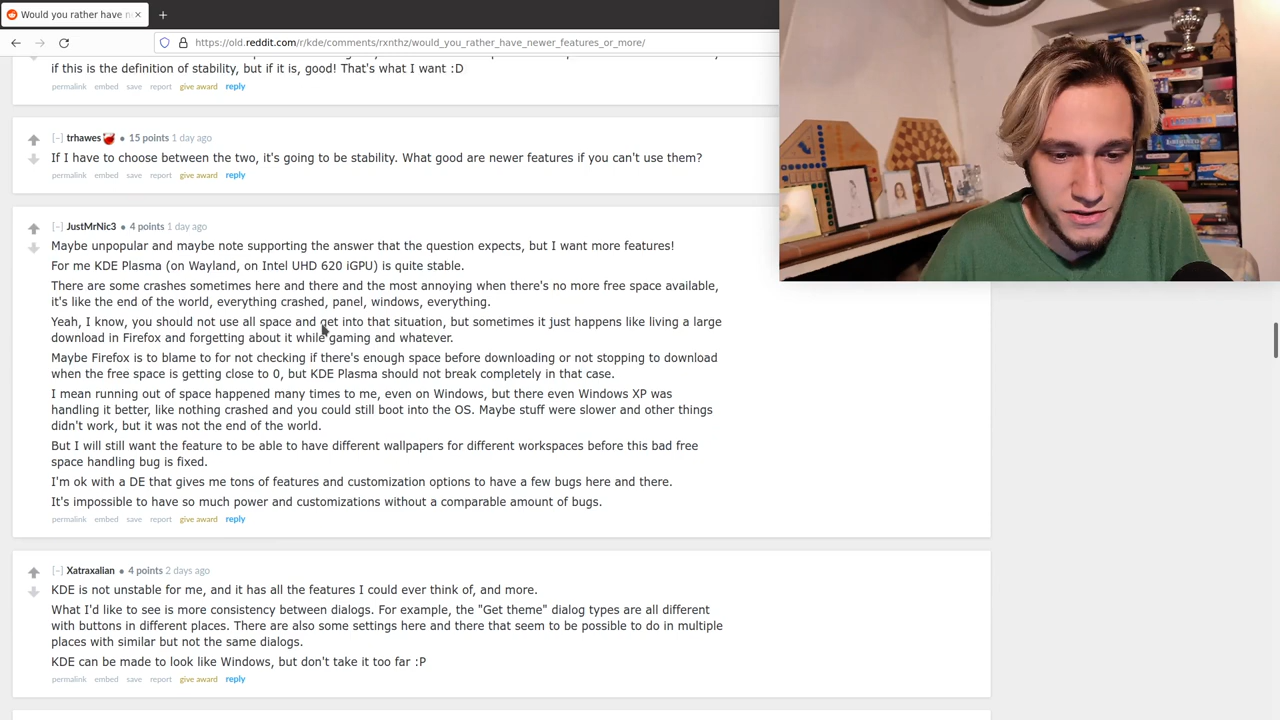 Would you rather have n
https://old.reddit.com/r/kde/comments/rxnthz/would_you_rather_have_newer_features_or_more/
if this is the definition of stability, but if it is, good! That's what I want :D
permalink embed save report give award reply
[–] trhawes • 15 points 1 day ago
If I have to choose between the two, it's going to be stability. What good are newer features if you can't use them?
permalink embed save report give award reply
[–] JustMrNic3 • 4 points 1 day ago
Maybe unpopular and maybe note supporting the answer that the question expects, but I want more features!
For me KDE Plasma (on Wayland, on Intel UHD 620 iGPU) is quite stable.
There are some crashes sometimes here and there and the most annoying when there's no more free space available,
it's like the end of the world, everything crashed, panel, windows, everything.
Yeah, I know, you should not use all space and get into that situation, but sometimes it just happens like living a large
download in Firefox and forgetting about it while gaming and whatever.
Maybe Firefox is to blame to for not checking if there's enough space before downloading or not stopping to download
when the free space is getting close to 0, but KDE Plasma should not break completely in that case.
I mean running out of space happened many times to me, even on Windows, but there even Windows XP was
handling it better, like nothing crashed and you could still boot into the OS. Maybe stuff were slower and other things
didn't work, but it was not the end of the world.
But I will still want the feature to be able to have different wallpapers for different workspaces before this bad free
space handling bug is fixed.
I'm ok with a DE that gives me tons of features and customization options to have a few bugs here and there.
It's impossible to have so much power and customizations without a comparable amount of bugs.
permalink embed save report give award reply
[–] Xatraxalian • 4 points 2 days ago
KDE is not unstable for me, and it has all the features I could ever think of, and more.
What I'd like to see is more consistency between dialogs. For example, the "Get theme" dialog types are all different
with buttons in different places. There are also some settings here and there that seem to be possible to do in multiple
places with similar but not the same dialogs.
KDE can be made to look like Windows, but don't take it too far :P
permalink embed save report give award reply